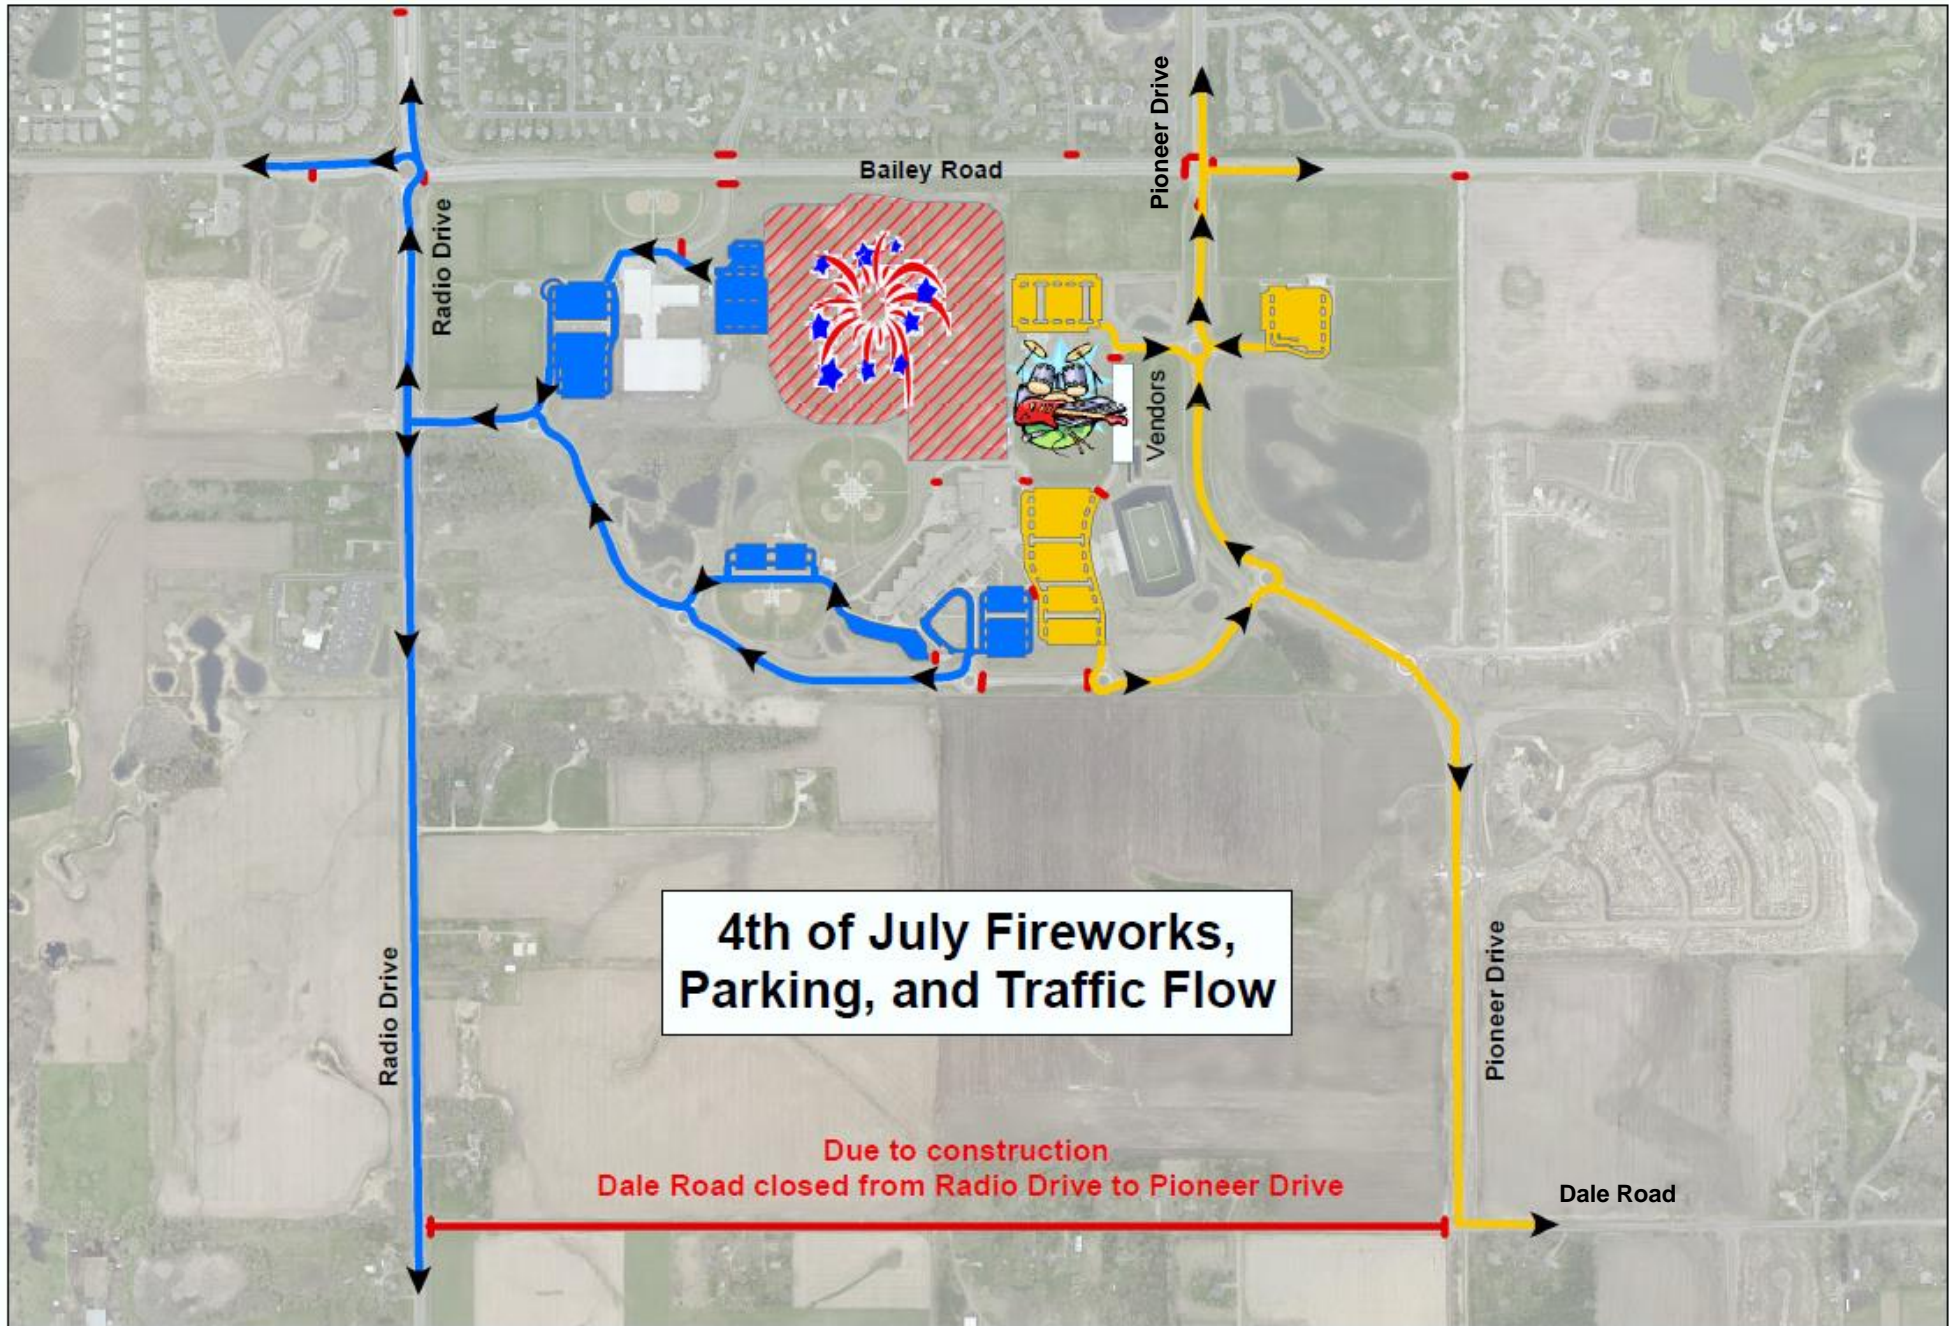 Pioneer Drive
Bailey Road
Radio Drive
Vendors
4th of July Fireworks,
Parking, and Traffic Flow
Radio Drive
Pioneer Drive
Due to construction
Dale Road closed from Radio Drive to Pioneer Drive
Dale Road